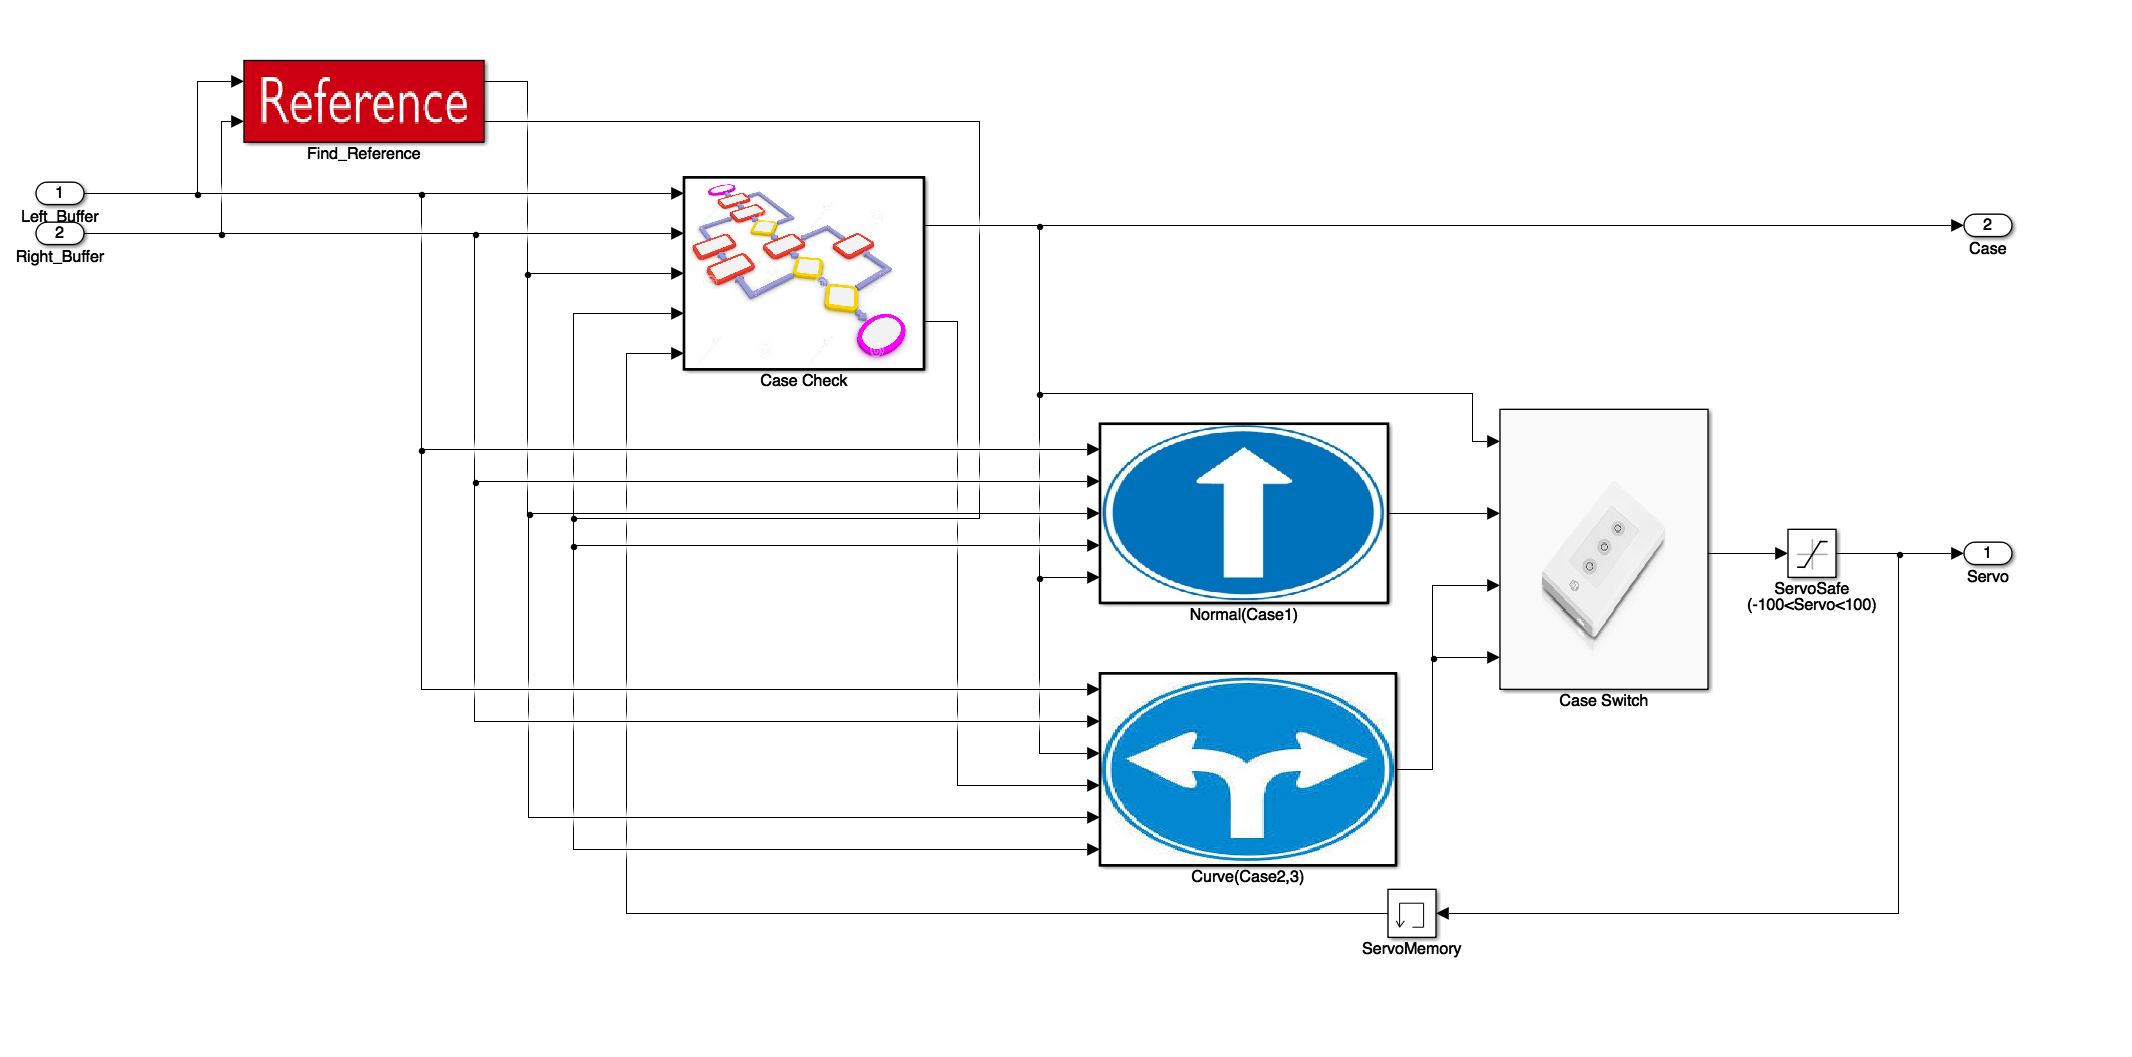 Reference
Find_Reference
1
Left_Buffer
2
Right_Buffer
Case Check
2
Case
Normal(Case1)
Case Switch
ServoSafe
(-100<Servo<100)
1
Servo
Curve(Case2,3)
ServoMemory